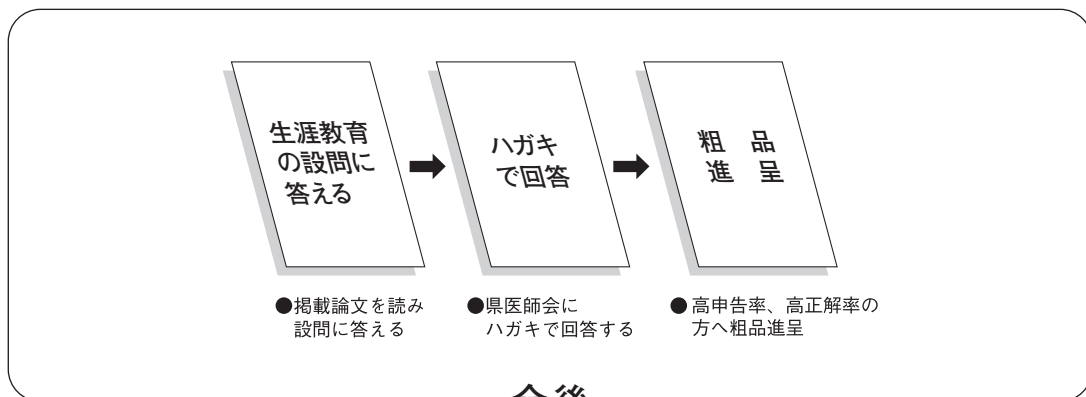 生涯教育
の設問に
答える
ハガキ
で回答
粗 品
進 呈
●掲載論文を読み
設問に答える
●県医師会に
ハガキで回答する
●高申告率、高正解率の
方へ粗品進呈
今後